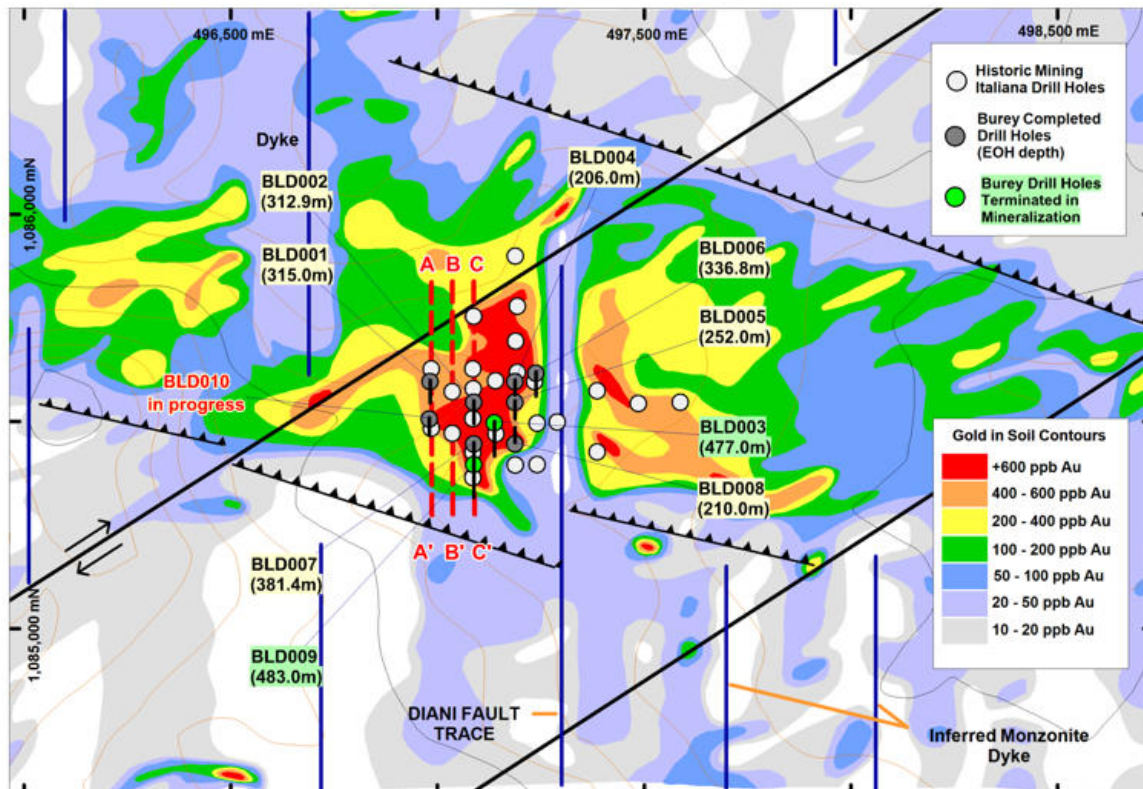 496,500 mE
497,500 mE
498,500 mE
1,086,000 mN
1,085,000 mN
Historic Mining
Italiana Drill Holes
Burey Completed
Drill Holes
(EOH depth)
Burey Drill Holes
Terminated in
Mineralization
Dyke
BLD002
(312.9m)
BLD001
(315.0m)
BLD004
(206.0m)
BLD006
(336.8m)
BLD005
(252.0m)
A B C
BLD010
in progress
BLD003
(477.0m)
BLD008
(210.0m)
A' B' C'
BLD007
(381.4m)
BLD009
(483.0m)
Gold in Soil Contours
+600 ppb Au
400 - 600 ppb Au
200 - 400 ppb Au
100 - 200 ppb Au
50 - 100 ppb Au
20 - 50 ppb Au
10 - 20 ppb Au
DIANI FAULT
TRACE
Inferred Monzonite
Dyke